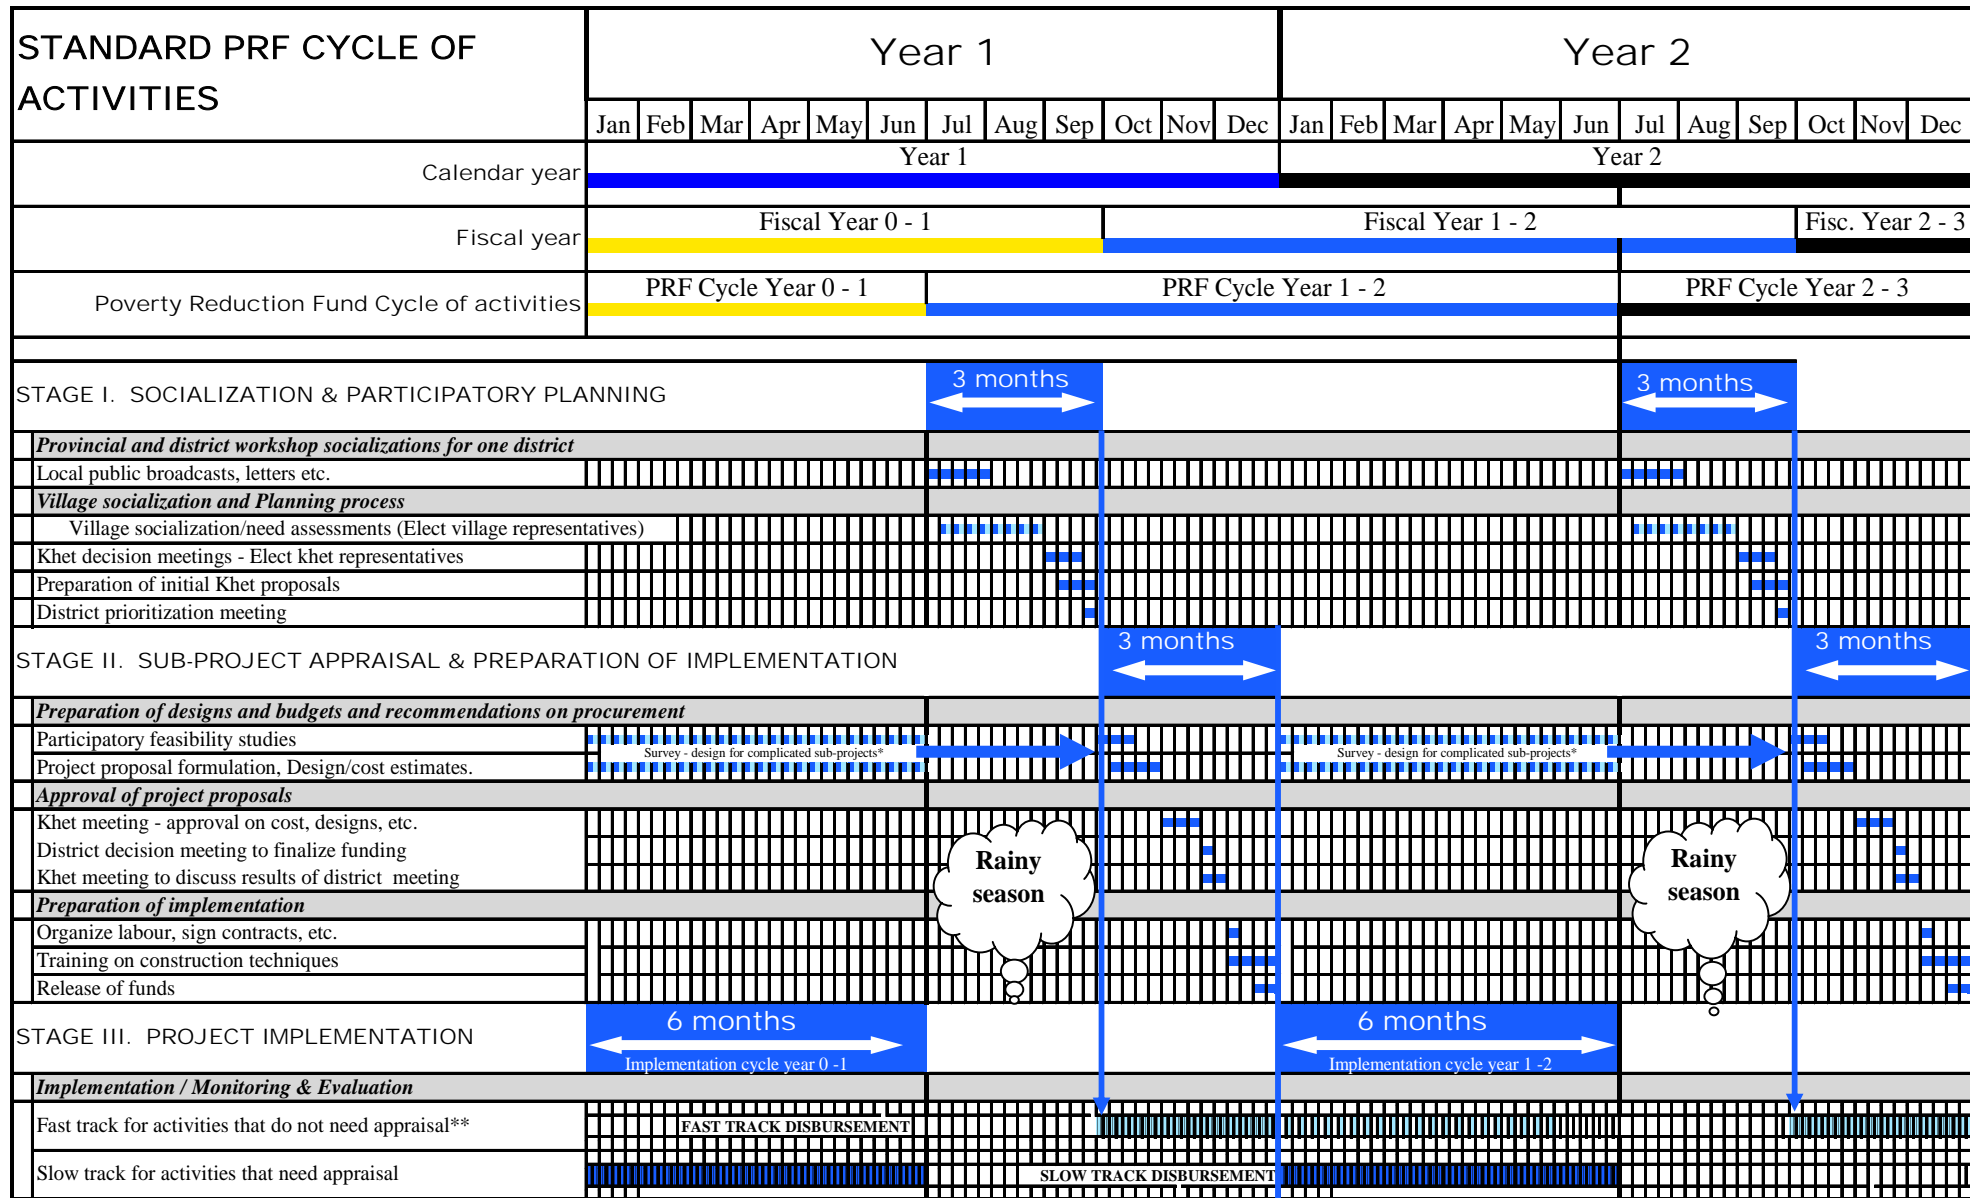 STANDARD PRF CYCLE OF
ACTIVITIES
Year 1
Year 2
Jan Feb Mar Apr May Jun Jul Aug Sep Oct Nov Dec Jan Feb Mar Apr May Jun Jul Aug Sep Oct Nov Dec
Calendar year
Year 1
Year 2
Fiscal year
Fiscal Year 0 - 1
Fiscal Year 1 - 2
Fisc. Year 2 - 3
Poverty Reduction Fund Cycle of activities
PRF Cycle Year 0 - 1
PRF Cycle Year 1 - 2
PRF Cycle Year 2 - 3
STAGE I. SOCIALIZATION & PARTICIPATORY PLANNING
3 months
3 months
Provincial and district workshop socializations for one district
Local public broadcasts, letters etc.
Village socialization and Planning process
Village socialization/need assessments (Elect village representatives)
Khet decision meetings - Elect khet representatives
Preparation of initial Khet proposals
District prioritization meeting
STAGE II. SUB-PROJECT APPRAISAL & PREPARATION OF IMPLEMENTATION
3 months
3 months
Preparation of designs and budgets and recommendations on procurement
Participatory feasibility studies
Survey - design for complicated sub-projects*
Survey - design for complicated sub-projects*
Project proposal formulation, Design/cost estimates.
Approval of project proposals
Khet meeting - approval on cost, designs, etc.
District decision meeting to finalize funding
Khet meeting to discuss results of district meeting
Rainy
season
Rainy
season
Preparation of implementation
Organize labour, sign contracts, etc.
Training on construction techniques
Release of funds
STAGE III. PROJECT IMPLEMENTATION
6 months
Implementation cycle year 0 -1
6 months
Implementation cycle year 1 -2
Implementation / Monitoring & Evaluation
Fast track for activities that do not need appraisal**
FAST TRACK DISBURSEMENT
Slow track for activities that need appraisal
SLOW TRACK DISBURSEMENT